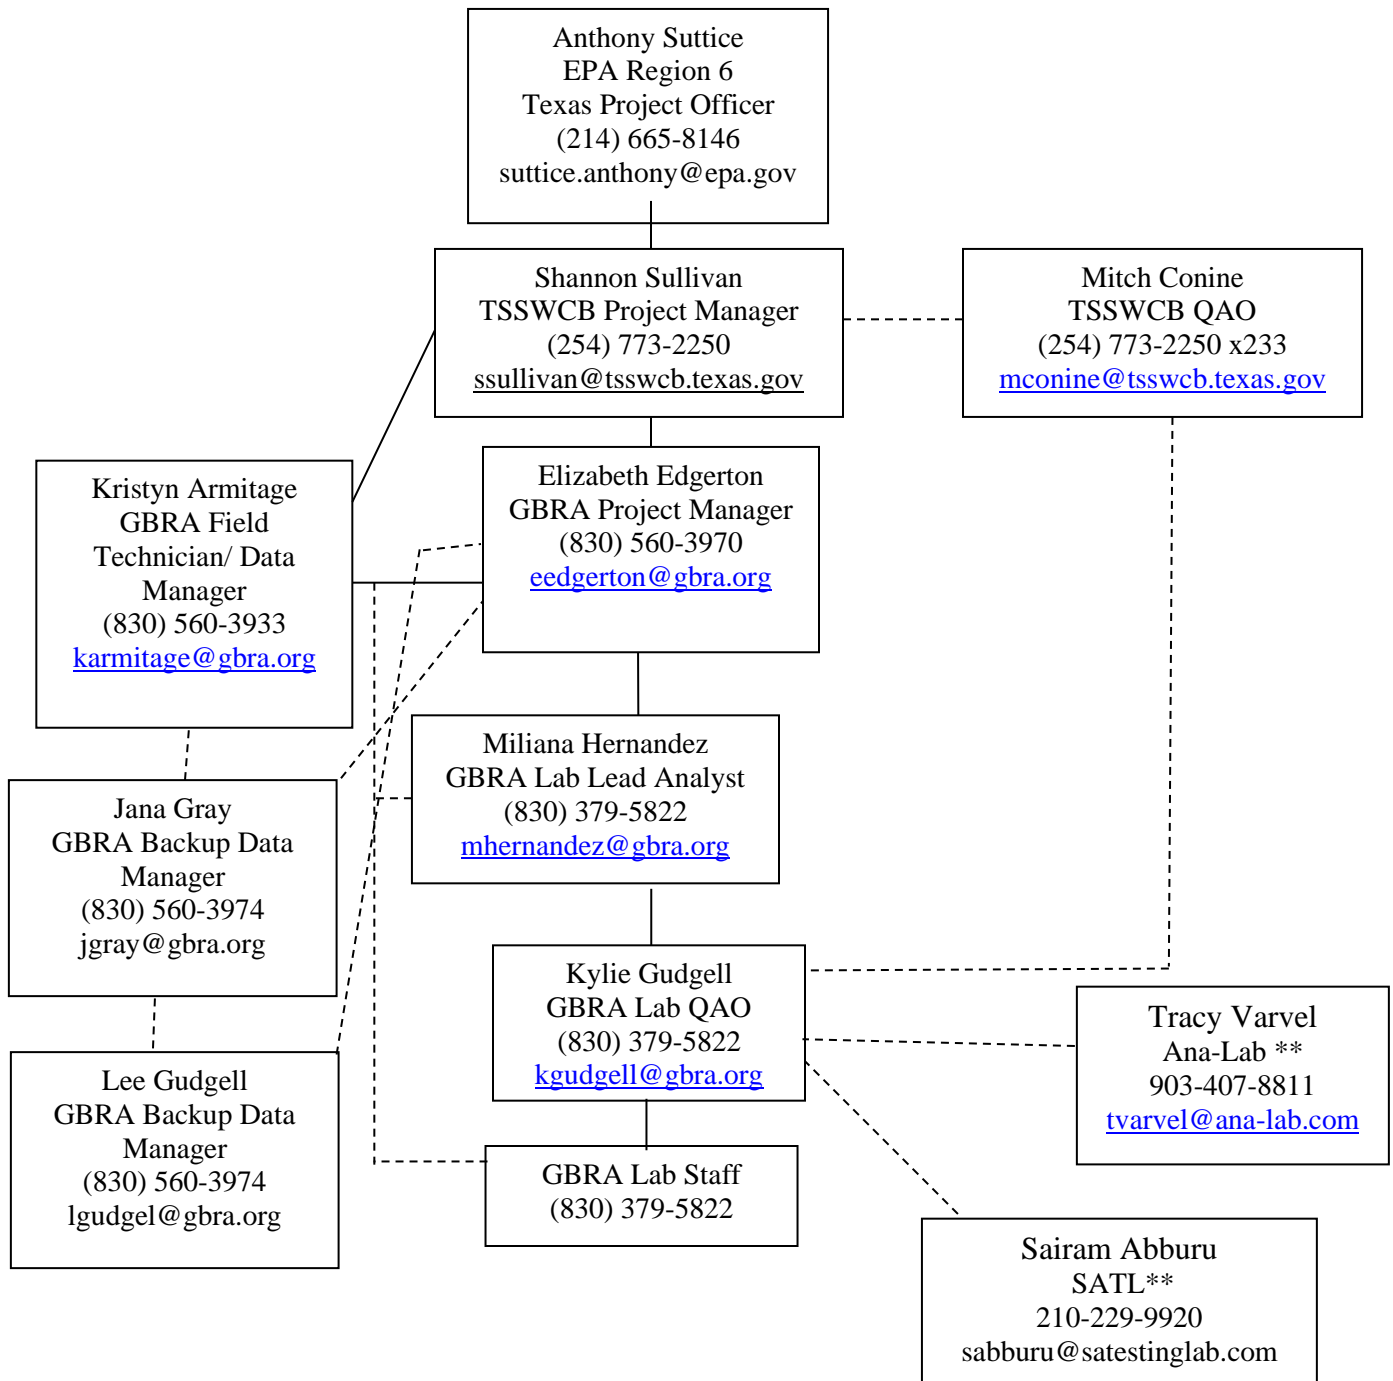 Anthony Suttice
EPA Region 6
Texas Project Officer
(214) 665-8146
suttice.anthony@epa.gov
Shannon Sullivan
TSSWCB Project Manager
(254) 773-2250
ssullivan@tsswcb.texas.gov
Mitch Conine
TSSWCB QAO
(254) 773-2250 x233
mconine@tsswcb.texas.gov
Kristyn Armitage
GBRA Field
Technician/ Data
Manager
(830) 560-3933
karmitage@gbra.org
Elizabeth Edgerton
GBRA Project Manager
(830) 560-3970
eedgerton@gbra.org
Miliana Hernandez
GBRA Lab Lead Analyst
(830) 379-5822
mhernandez@gbra.org
Jana Gray
GBRA Backup Data
Manager
(830) 560-3974
jgray@gbra.org
Kylie Gudgell
GBRA Lab QAO
(830) 379-5822
kgudgell@gbra.org
Tracy Varvel
Ana-Lab **
903-407-8811
tvarvel@ana-lab.com
Lee Gudgell
GBRA Backup Data
Manager
(830) 560-3974
lgudgel@gbra.org
GBRA Lab Staff
(830) 379-5822
Sairam Abburu
SATL**
210-229-9920
sabburu@satestinglab.com